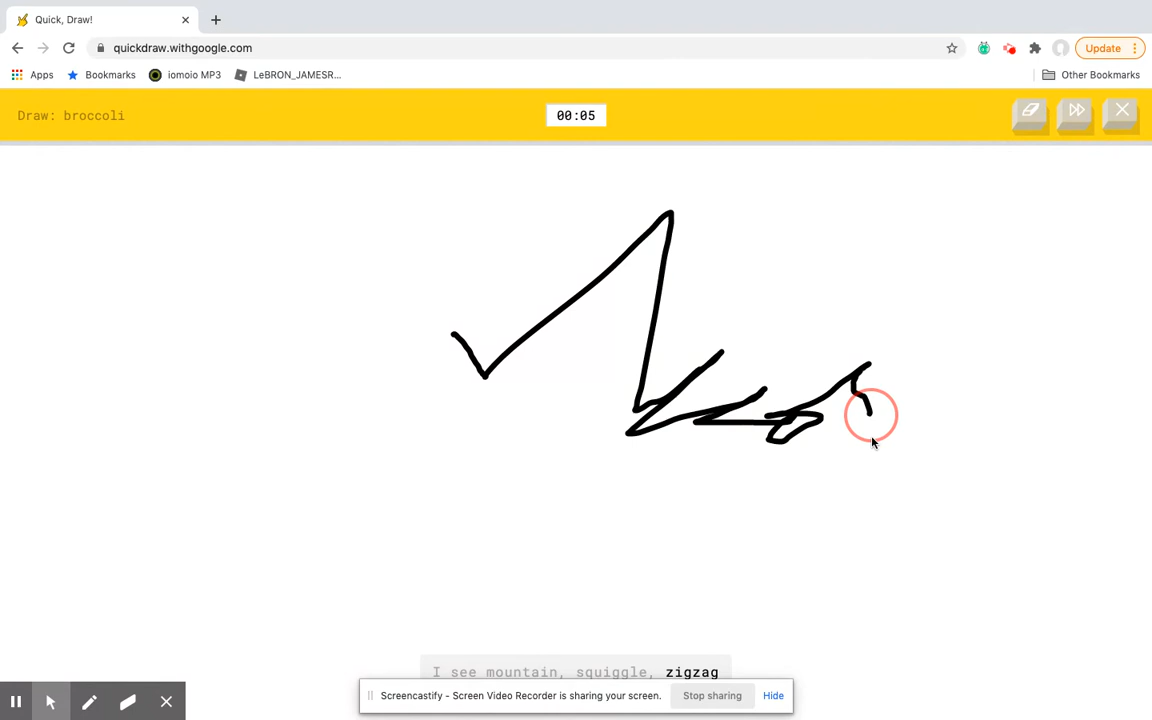 Quick, Draw!
quickdraw.withgoogle.com
Update
Apps
Bookmarks
iomoio MP3
LeBRON_JAMESR...
Other Bookmarks
Draw: broccoli
00:05
I see mountain, squiggle, zigzag
Screencastify - Screen Video Recorder is sharing your screen.
Stop sharing
Hide